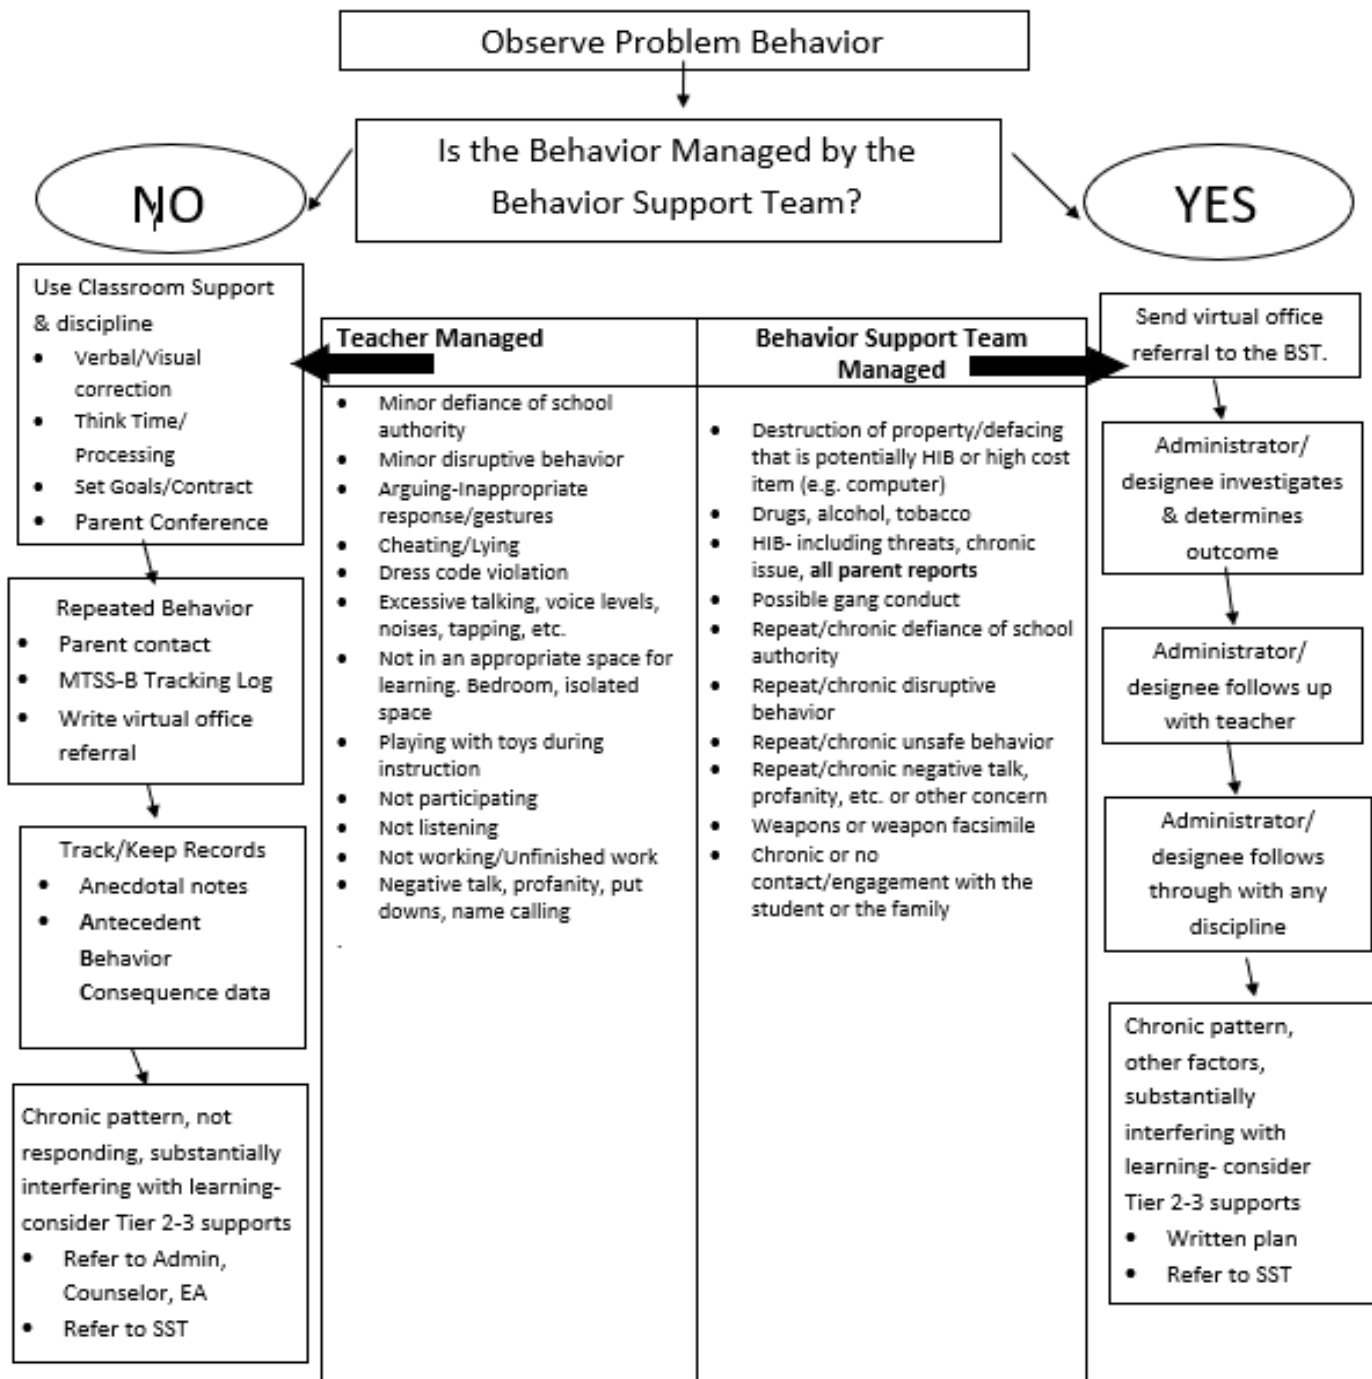 Observe Problem Behavior
Is the Behavior Managed by the
Behavior Support Team?
NO
YES
Use Classroom Support
& discipline
• Verbal/Visual
correction
• Think Time/
Processing
• Set Goals/Contract
• Parent Conference
Repeated Behavior
• Parent contact
• MTSS-B Tracking Log
• Write virtual office
referral
Track/Keep Records
• Anecdotal notes
• Antecedent
Behavior
Consequence data
Chronic pattern, not
responding, substantially
interfering with learning-
consider Tier 2-3 supports
• Refer to Admin,
Counselor, EA
• Refer to SST
Teacher Managed
• Minor defiance of school
authority
• Minor disruptive behavior
• Arguing-Inappropriate
response/gestures
• Cheating/Lying
• Dress code violation
• Excessive talking, voice levels,
noises, tapping, etc.
• Not in an appropriate space for
learning. Bedroom, isolated
space
• Playing with toys during
instruction
• Not participating
• Not listening
• Not working/Unfinished work
• Negative talk, profanity, put
downs, name calling
.
Behavior Support Team
Managed
• Destruction of property/defacing
that is potentially HIB or high cost
item (e.g. computer)
• Drugs, alcohol, tobacco
• HIB- including threats, chronic
issue, all parent reports
• Possible gang conduct
• Repeat/chronic defiance of school
authority
• Repeat/chronic disruptive
behavior
• Repeat/chronic unsafe behavior
• Repeat/chronic negative talk,
profanity, etc. or other concern
• Weapons or weapon facsimile
• Chronic or no
contact/engagement with the
student or the family
Send virtual office
referral to the BST.
Administrator/
designee investigates
& determines
outcome
Administrator/
designee follows up
with teacher
Administrator/
designee follows
through with any
discipline
Chronic pattern,
other factors,
substantially
interfering with
learning- consider
Tier 2-3 supports
• Written plan
• Refer to SST